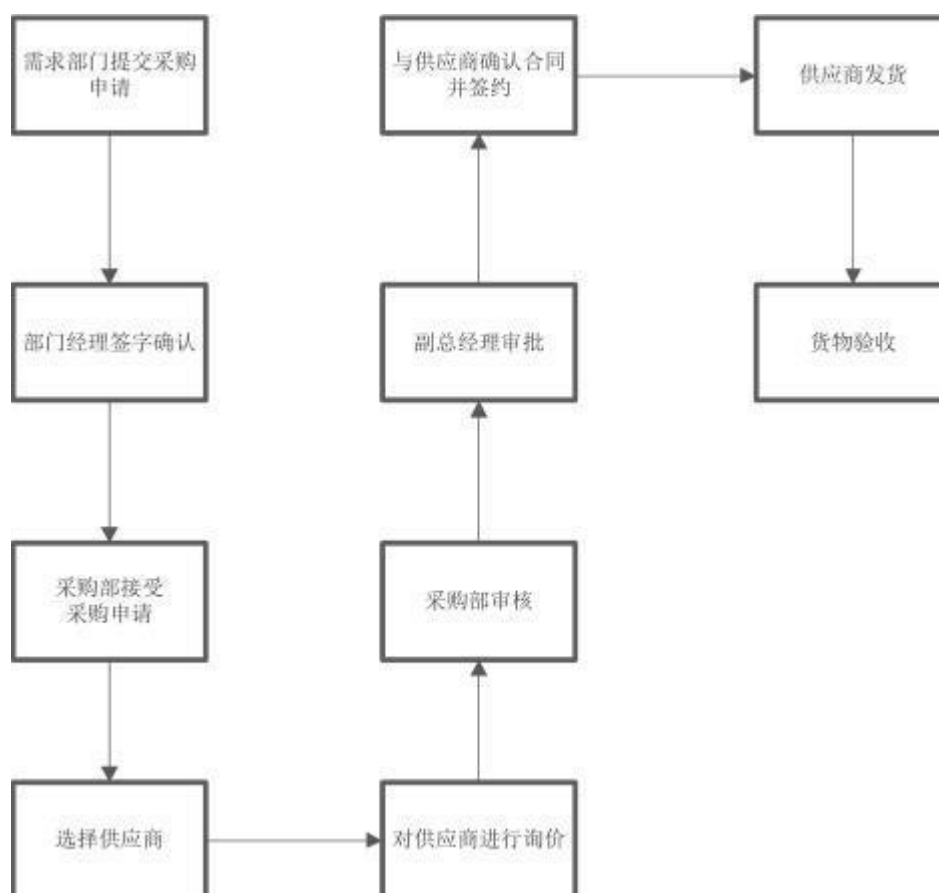 需求部门提交采购
申请
部门经理签字确认
采购部接受
采购申请
选择供应商
对供应商进行询价
采购部审核
副总经理审批
与供应商确认合同
并签约
供应商发货
货物验收